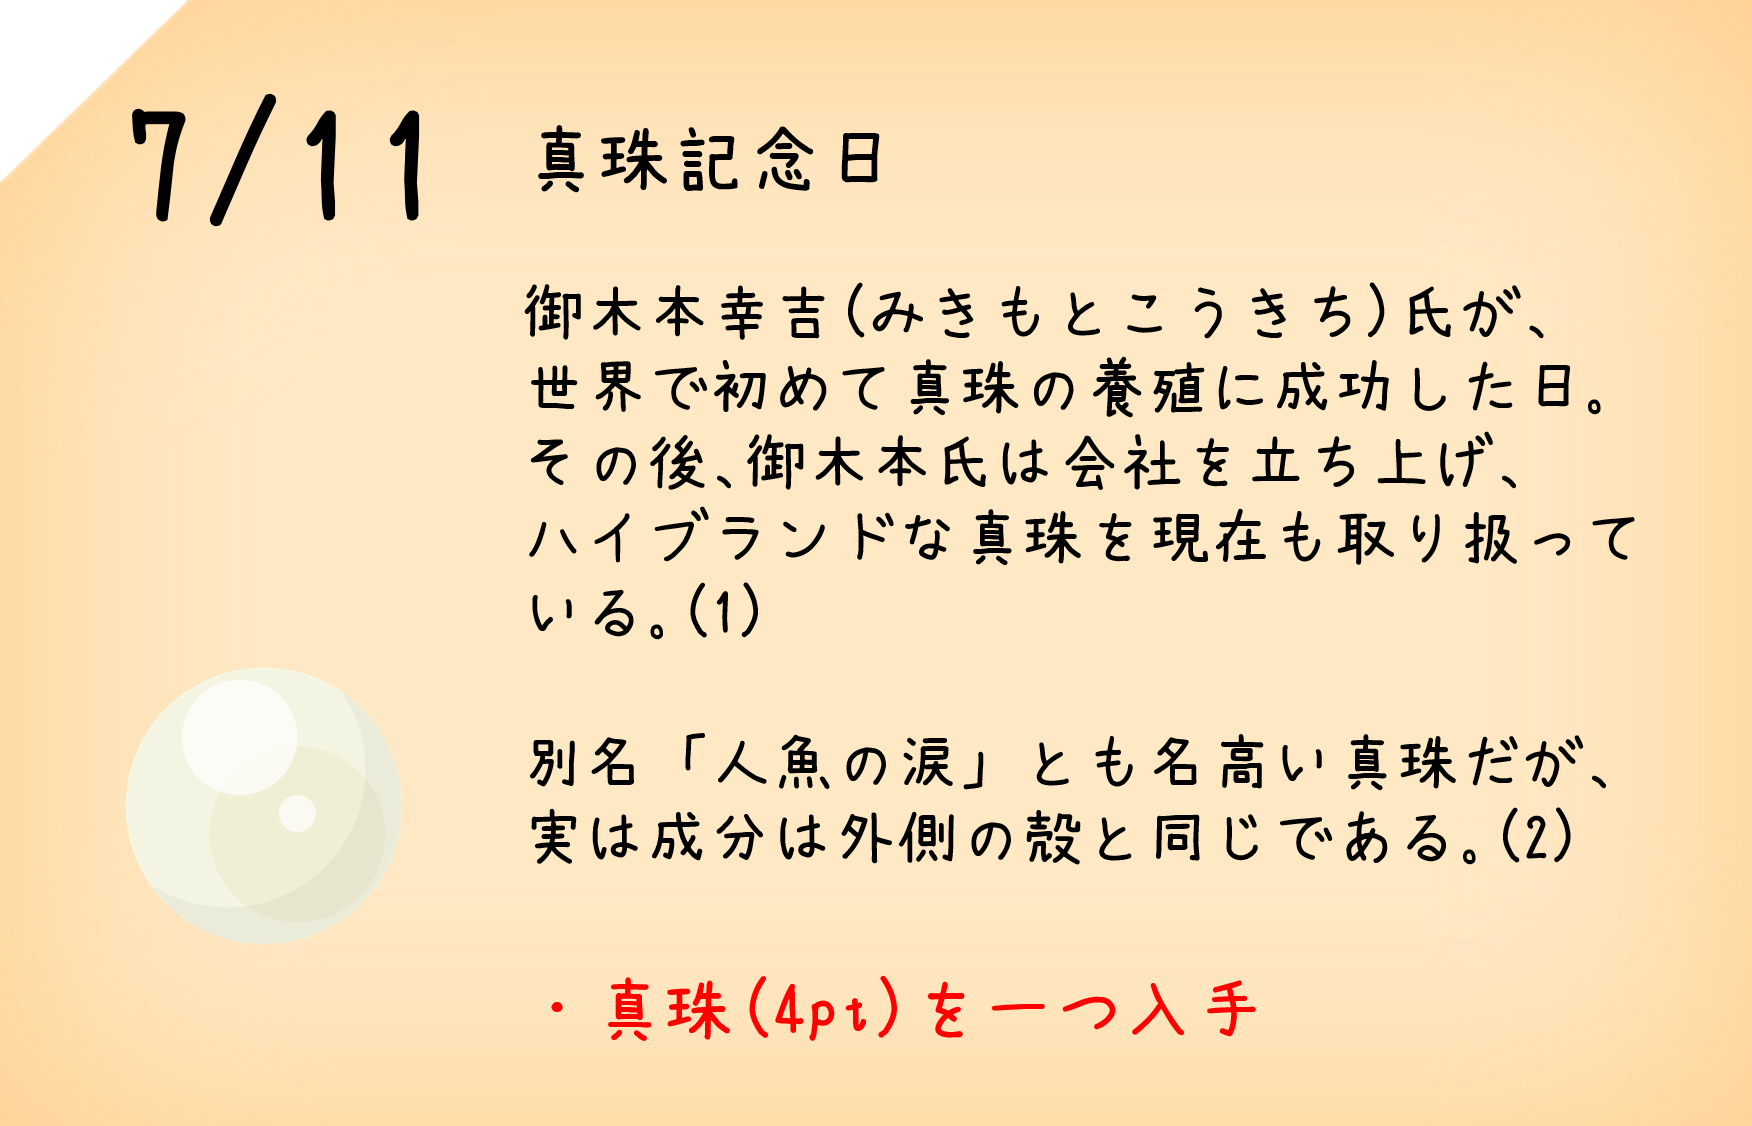 7/11 真珠記念日
御木本幸吉(みきもとこうきち)氏が、
世界で初めて真珠の養殖に成功した日。
その後、御木本氏は会社を立ち上げ、
ハイブランドな真珠を現在も取り扱って
いる。(1)
別名「人魚の涙」とも名高い真珠だが、
実は成分は外側の殻と同じである。(2)
・真珠(4pt)を一つ入手